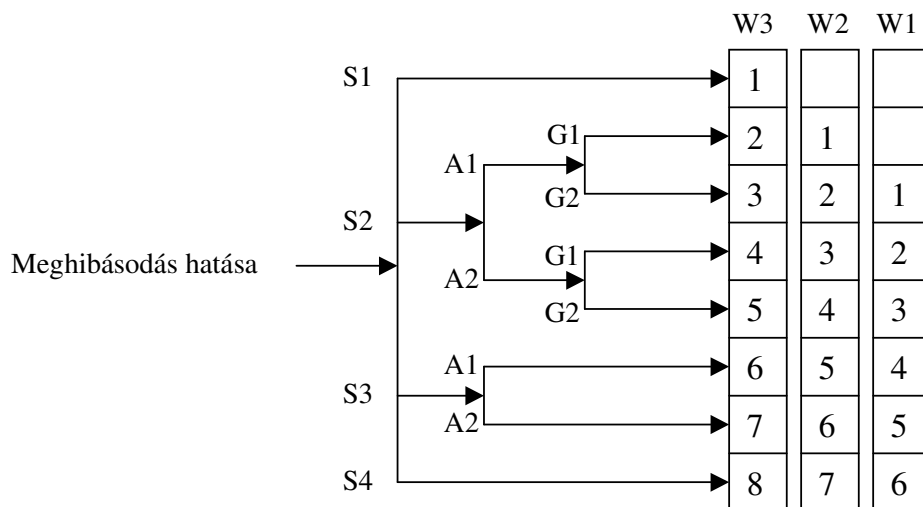 W3 W2 W1
S1 1
G1 2 1
A1
G2 3 2 1
S2
G1 4 3 2
Meghibásodás hatása
A2
G2 5 4 3
A1 6 5 4
S3
A2 7 6 5
S4 8 7 6